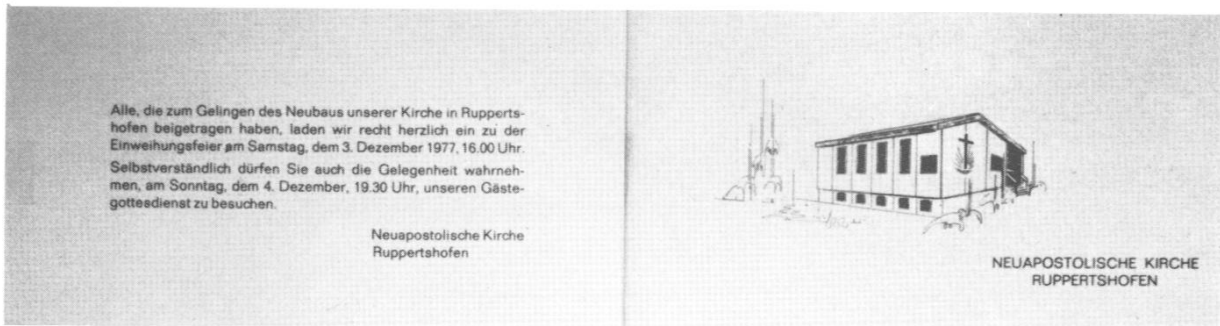 Alle, die zum Gelingen des Neubaus unserer Kirche in Rupperts-
hofen beigetragen haben, laden wir recht herzlich ein zu der
Einweihungsfeier am Samstag, dem 3. Dezember 1977, 16.00 Uhr.
Selbstverständlich dürfen Sie auch die Gelegenheit wahrneh-
men, am Sonntag, dem 4. Dezember, 19.30 Uhr, unseren Gäste-
gottesdienst zu besuchen.
Neuapostolische Kirche
Ruppertshofen
NEUAPOSTOLISCHE KIRCHE
RUPPERTSHOFEN